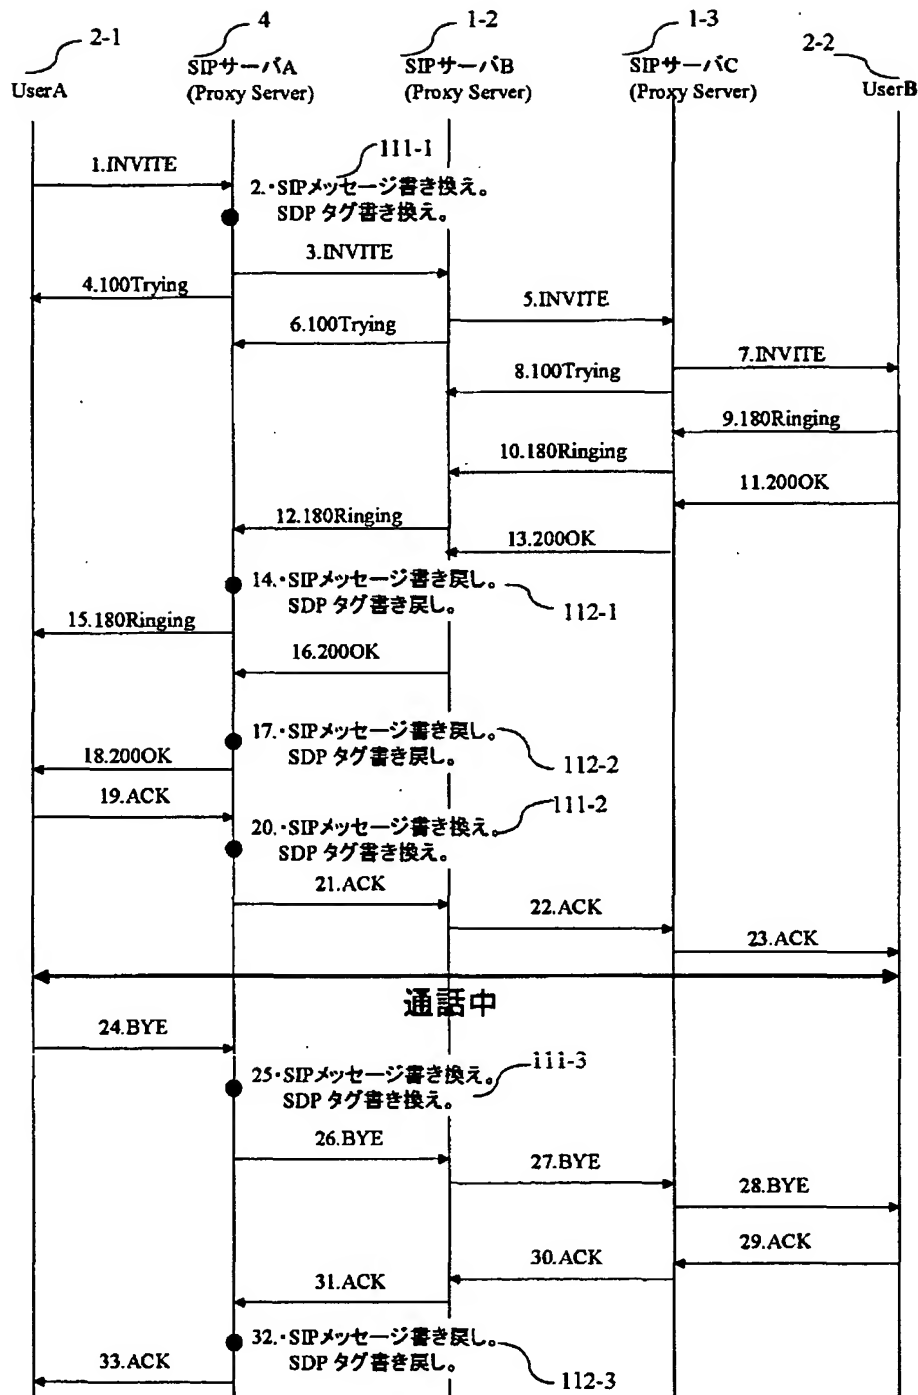 2-1
4
1-2
1-3
2-2
UserA
SIPサーバA
(Proxy Server)
SIPサーバB
(Proxy Server)
SIPサーバC
(Proxy Server)
UserB
1.INVITE
111-1
2.・SIPメッセージ書き換え。
SDP タグ書き換え。
3.INVITE
4.100Trying
5.INVITE
6.100Trying
7.INVITE
8.100Trying
9.180Ringing
10.180Ringing
11.200OK
12.180Ringing
13.200OK
14.・SIPメッセージ書き戻し。
SDP タグ書き戻し。
112-1
15.180Ringing
16.200OK
17.・SIPメッセージ書き戻し。
SDP タグ書き戻し。
112-2
18.200OK
19.ACK
111-2
20.・SIPメッセージ書き換え。
SDP タグ書き換え。
21.ACK
22.ACK
23.ACK
通話中
24.BYE
111-3
25・SIPメッセージ書き換え。
SDP タグ書き換え。
26.BYE
27.BYE
28.BYE
29.ACK
30.ACK
31.ACK
32.・SIPメッセージ書き戻し。
SDP タグ書き戻し。
33.ACK
112-3